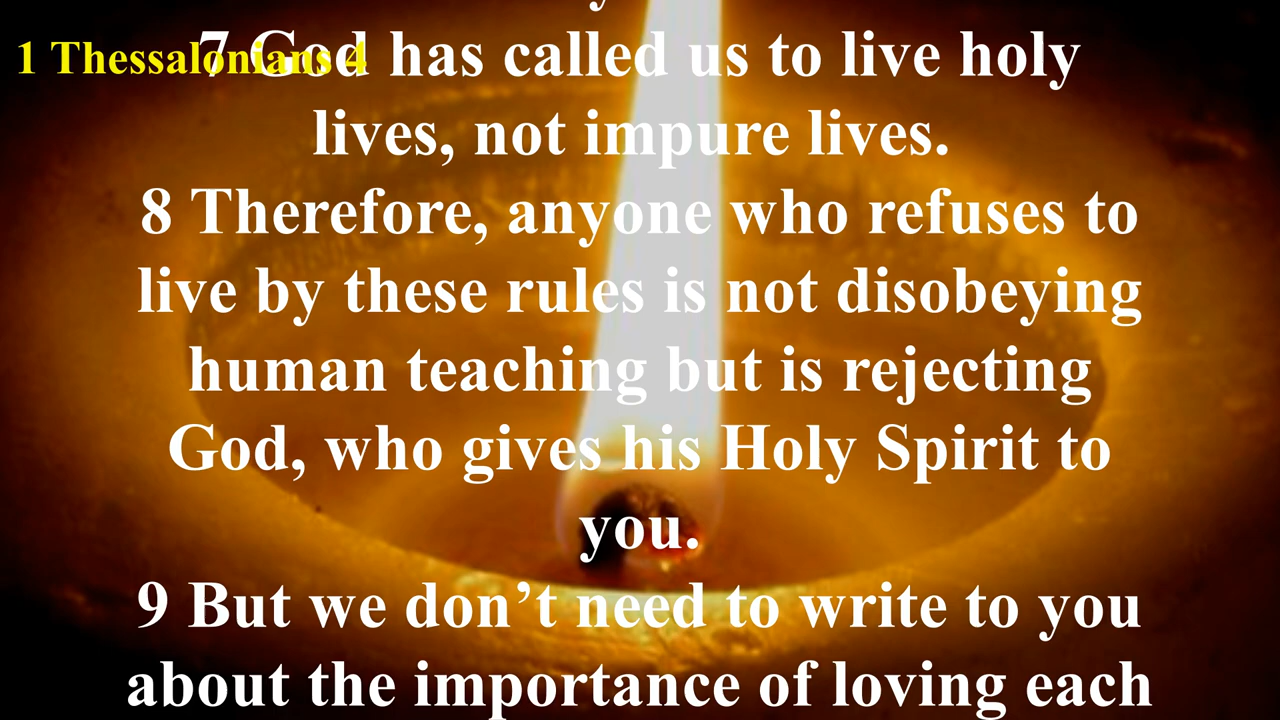 1 Thessalonians 4
7 God has called us to live holy
lives, not impure lives.
8 Therefore, anyone who refuses to
live by these rules is not disobeying
human teaching but is rejecting
God, who gives his Holy Spirit to
you.
9 But we don’t need to write to you
about the importance of loving each